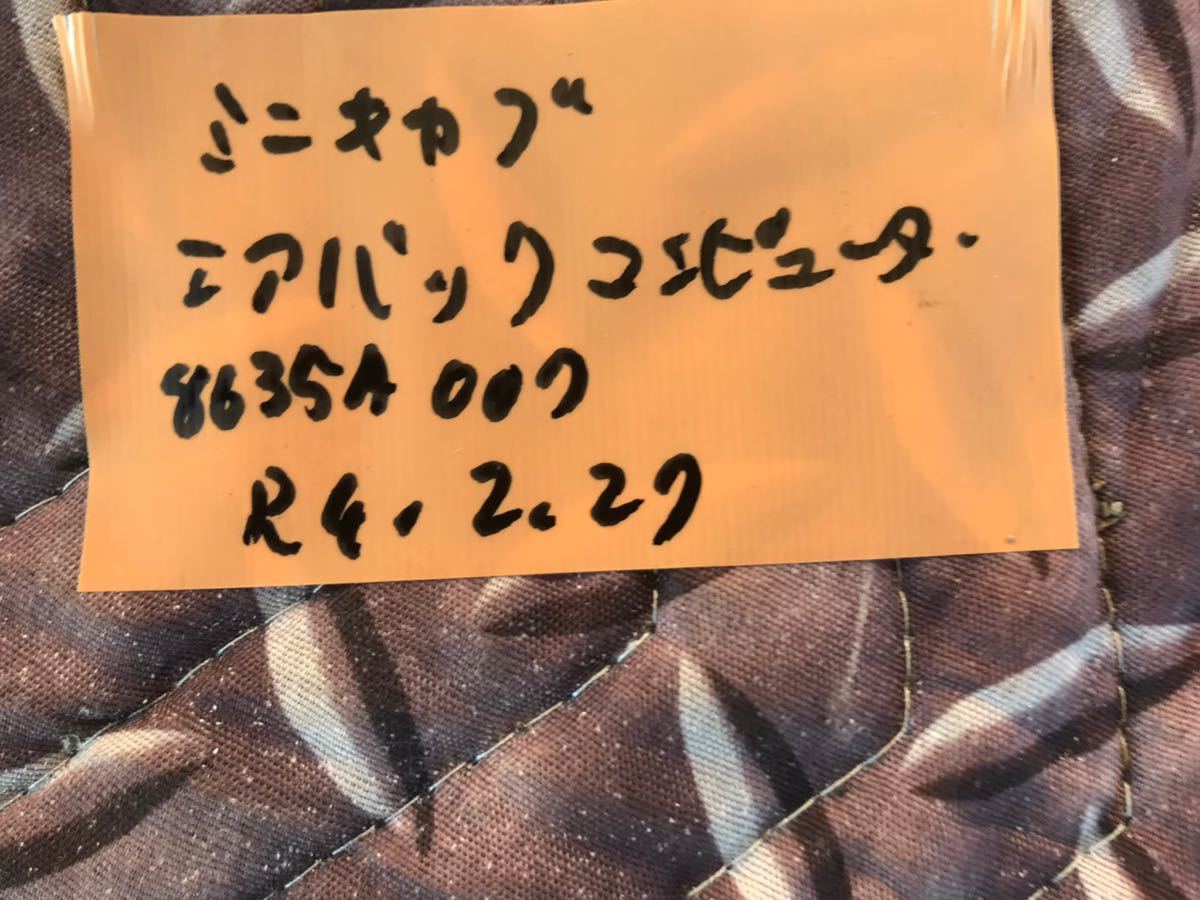 ミニキカブ
エアバックコンピューター.
8635A007
R4.2.27